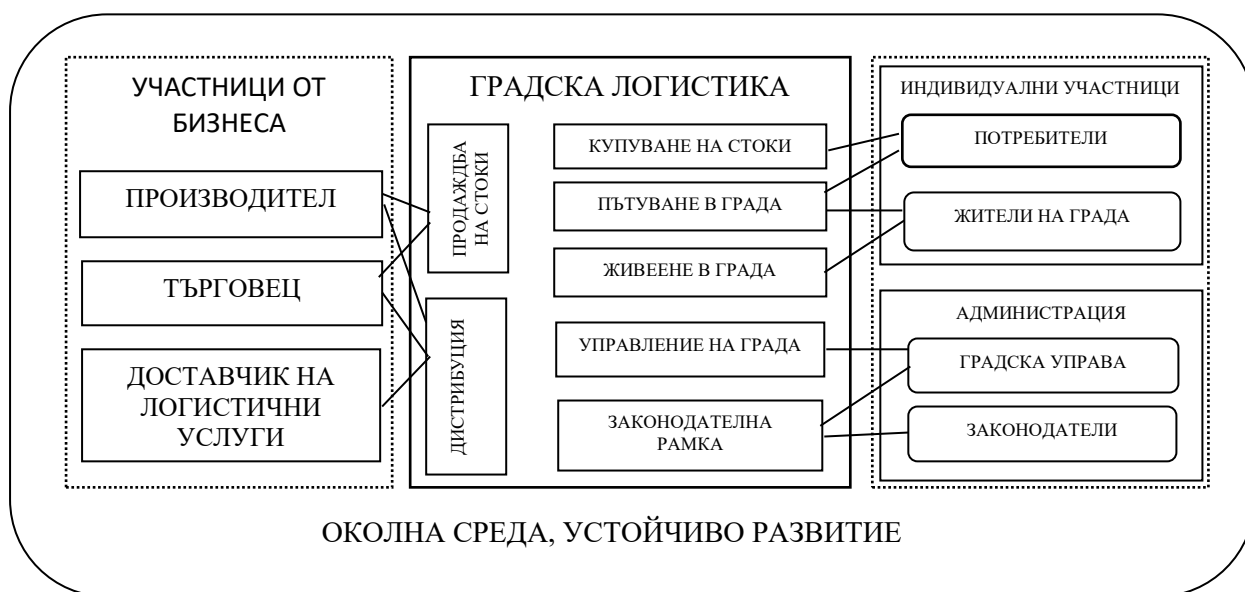 УЧАСТНИЦИ ОТ
БИЗНЕСА
ПРОИЗВОДИТЕЛ
ТЪРГОВЕЦ
ДОСТАВЧИК НА
ЛОГИСТИЧНИ
УСЛУГИ
ГРАДСКА ЛОГИСТИКА
ПРОДАЖДБА
НА СТОКИ
ДИСТРИБУЦИЯ
КУПУВАНЕ НА СТОКИ
ПЪТУВАНЕ В ГРАДА
ЖИВЕЕНЕ В ГРАДА
УПРАВЛЕНИЕ НА ГРАДА
ЗАКОНОДАТЕЛНА
РАМКА
ИНДИВИДУАЛНИ УЧАСТНИЦИ
ПОТРЕБИТЕЛИ
ЖИТЕЛИ НА ГРАДА
АДМИНИСТРАЦИЯ
ГРАДСКА УПРАВА
ЗАКОНОДАТЕЛИ
ОКОЛНА СРЕДА, УСТОЙЧИВО РАЗВИТИЕ